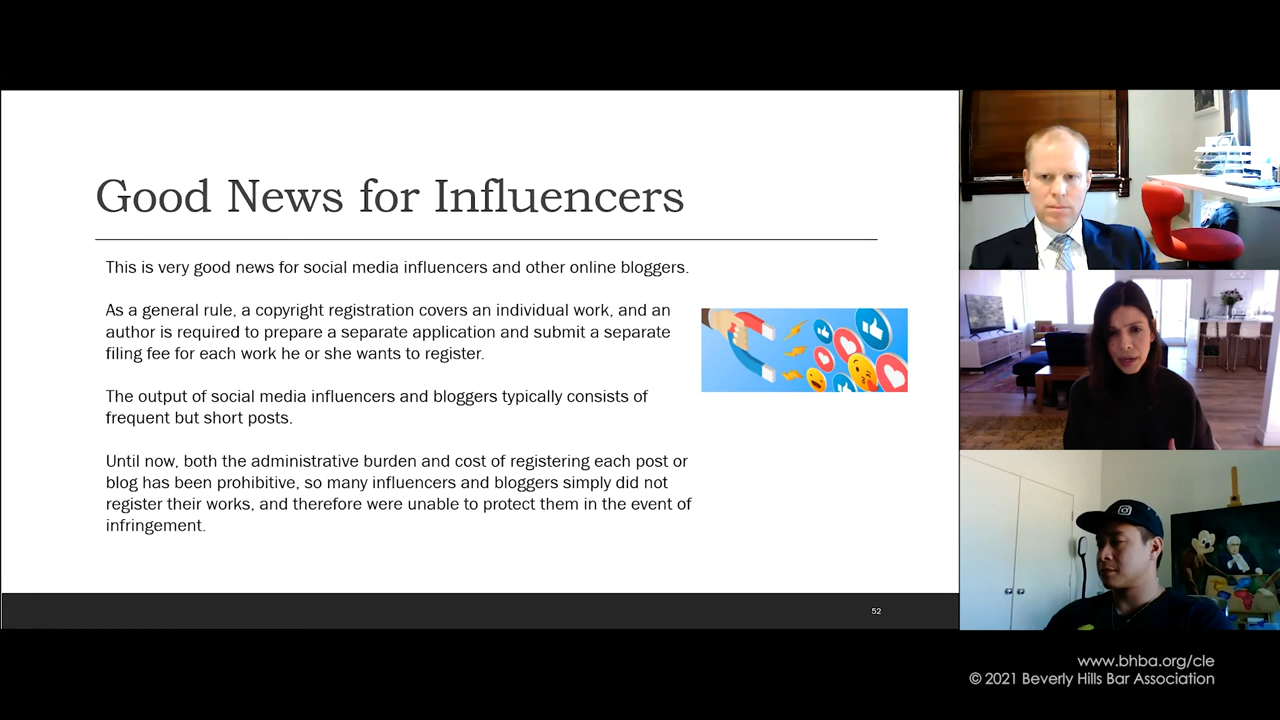 Good News for Influencers
This is very good news for social media influencers and other online bloggers.
As a general rule, a copyright registration covers an individual work, and an
author is required to prepare a separate application and submit a separate
filing fee for each work he or she wants to register.
The output of social media influencers and bloggers typically consists of
frequent but short posts.
Until now, both the administrative burden and cost of registering each post or
blog has been prohibitive, so many influencers and bloggers simply did not
register their works, and therefore were unable to protect them in the event of
infringement.
52
www.bhba.org/cle
© 2021 Beverly Hills Bar Association